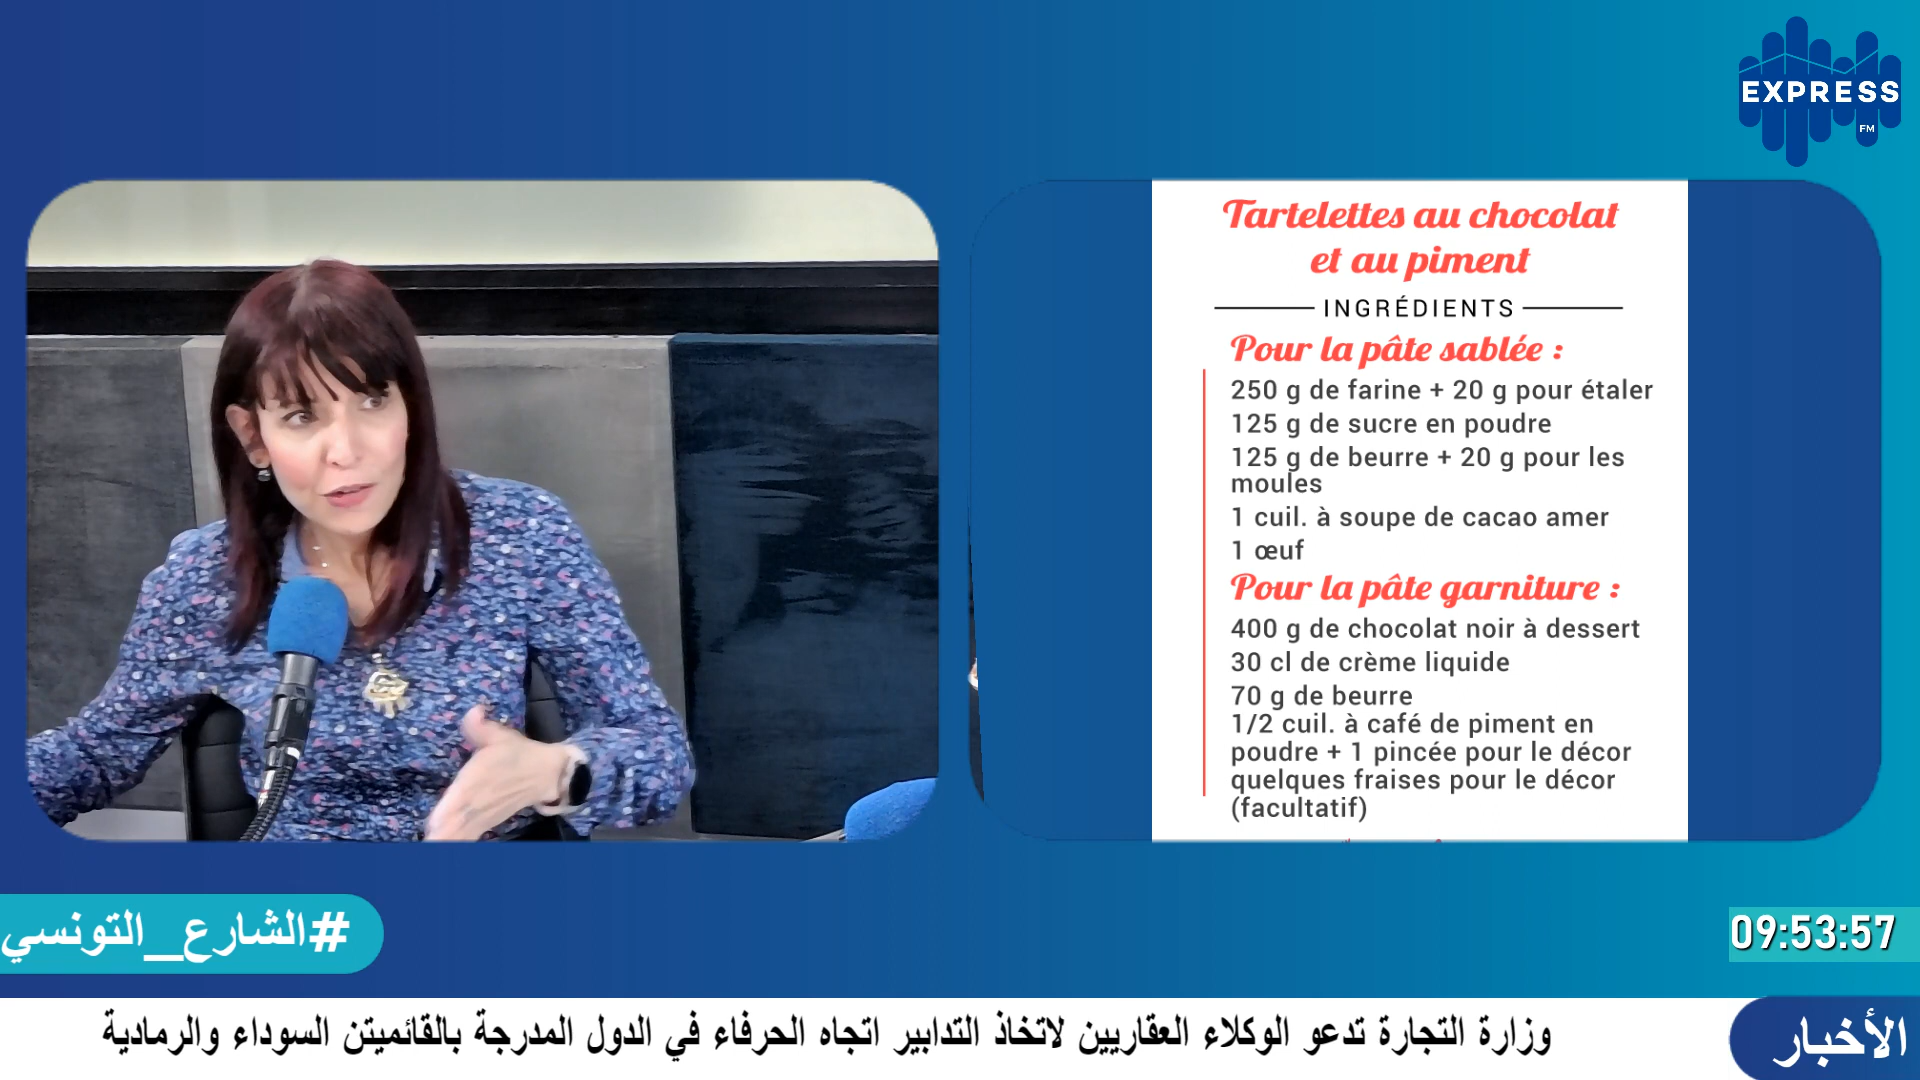 EXPRESS
FM
Tartelettes au chocolat
et au piment
INGRÉDIENTS
Pour la pâte sablée :
250 g de farine + 20 g pour étaler
125 g de sucre en poudre
125 g de beurre + 20 g pour les
moules
1 cuil. à soupe de cacao amer
1 œuf
Pour la pâte garniture :
400 g de chocolat noir à dessert
30 cl de crème liquide
70 g de beurre
1/2 cuil. à café de piment en
poudre + 1 pincée pour le décor
quelques fraises pour le décor
(facultatif)
#الشارع_التونسي
09:53:57
وزارة التجارة تدعو الوكلاء العقاريين لاتخاذ التدابير اتجاه الحرفاء في الدول المدرجة بالقائميتن السوداء والرمادية
الأخبار